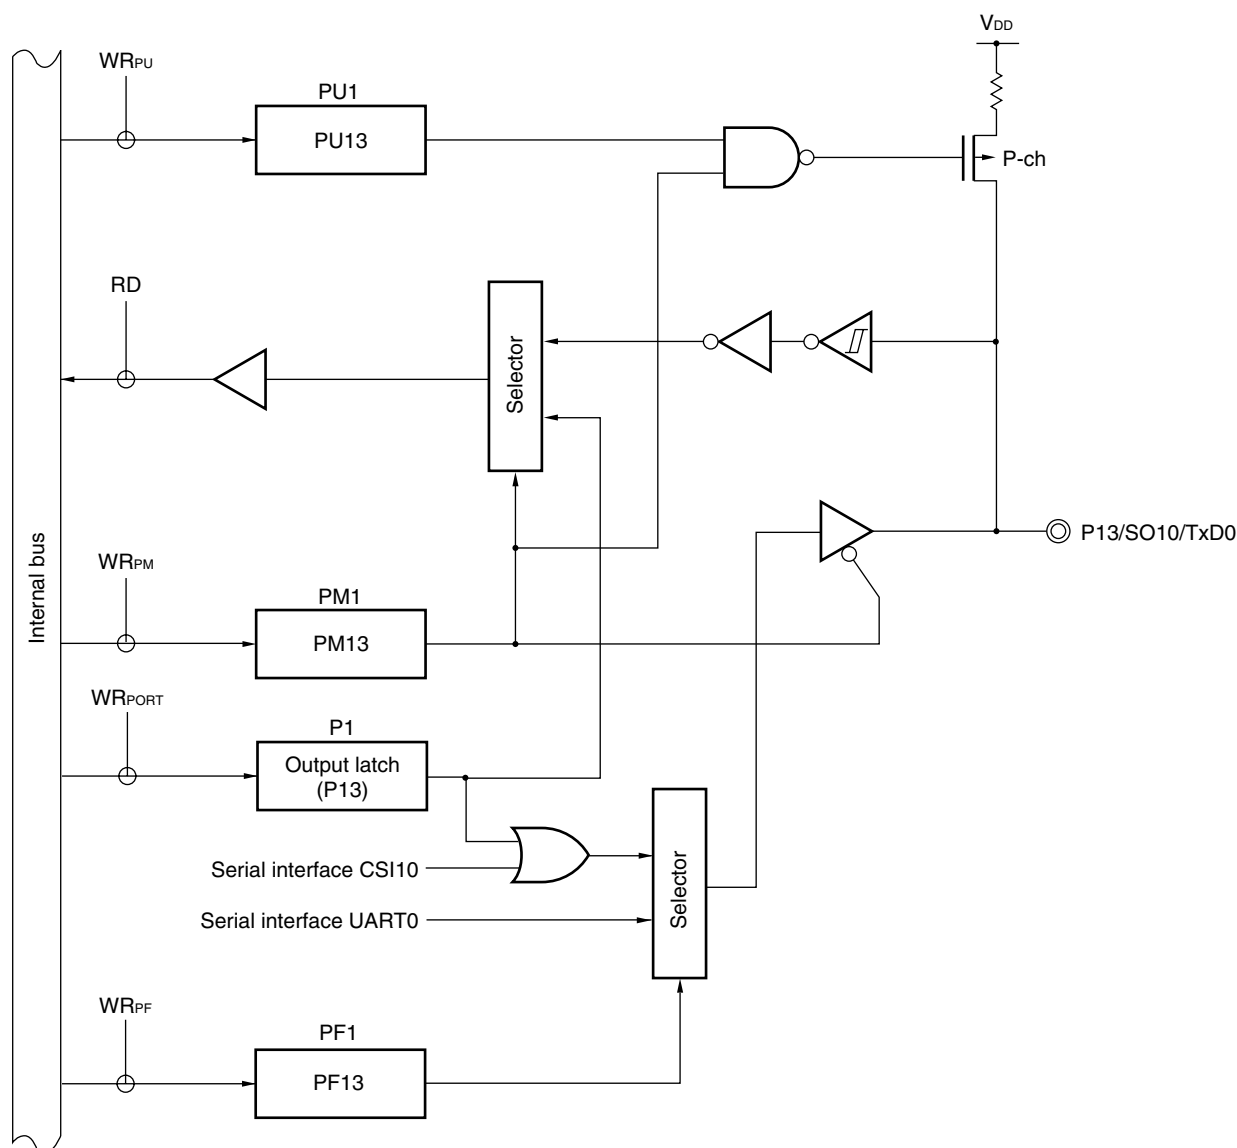 VDD
WRPU
PU1
PU13
P-ch
RD
Selector
P13/SO10/TxD0
Internal bus
WRPM
PM1
PM13
WRPORT
P1
Output latch
(P13)
Serial interface CSI10
Selector
Serial interface UART0
WRPF
PF1
PF13